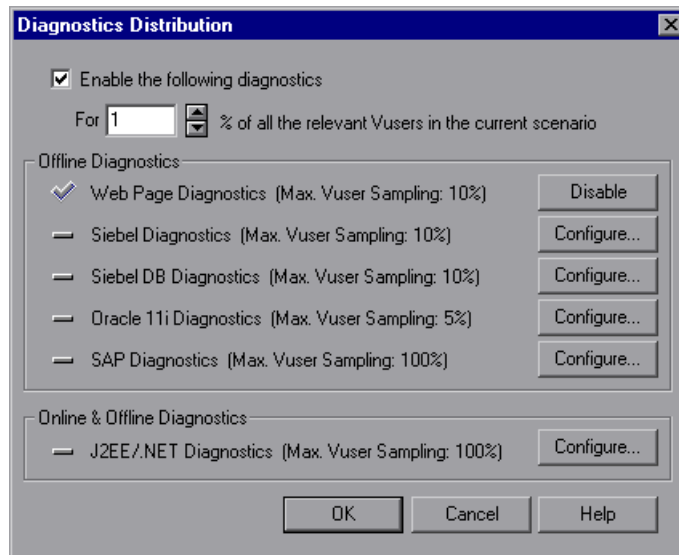 Diagnostics Distribution
Enable the following diagnostics
For 1 % of all the relevant Vusers in the current scenario
Offline Diagnostics
Web Page Diagnostics (Max. Vuser Sampling: 10%) Disable
Siebel Diagnostics (Max. Vuser Sampling: 10%) Configure...
Siebel DB Diagnostics (Max. Vuser Sampling: 10%) Configure...
Oracle 11i Diagnostics (Max. Vuser Sampling: 5%) Configure...
SAP Diagnostics (Max. Vuser Sampling: 100%) Configure...
Online & Offline Diagnostics
J2EE/.NET Diagnostics (Max. Vuser Sampling: 100%) Configure...
OK Cancel Help